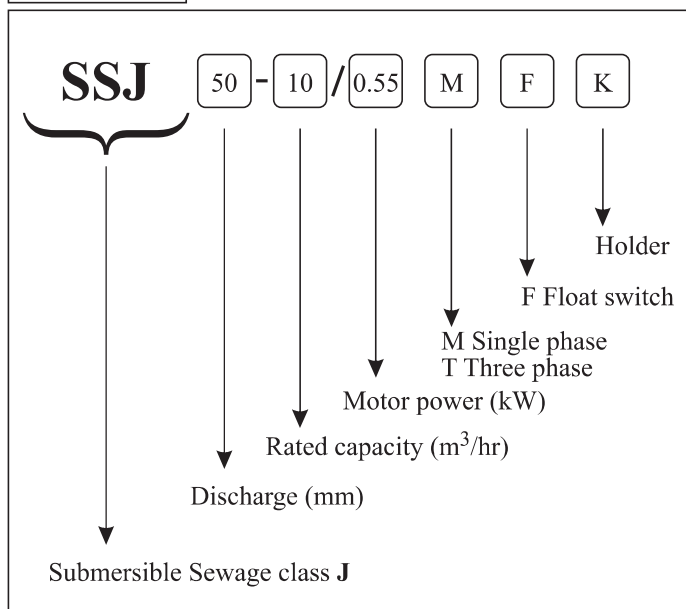 SSJ 50 - 10 / 0.55 M F K
Holder
F Float switch
M Single phase
T Three phase
Motor power (kW)
Rated capacity (m³/hr)
Discharge (mm)
Submersible Sewage class J